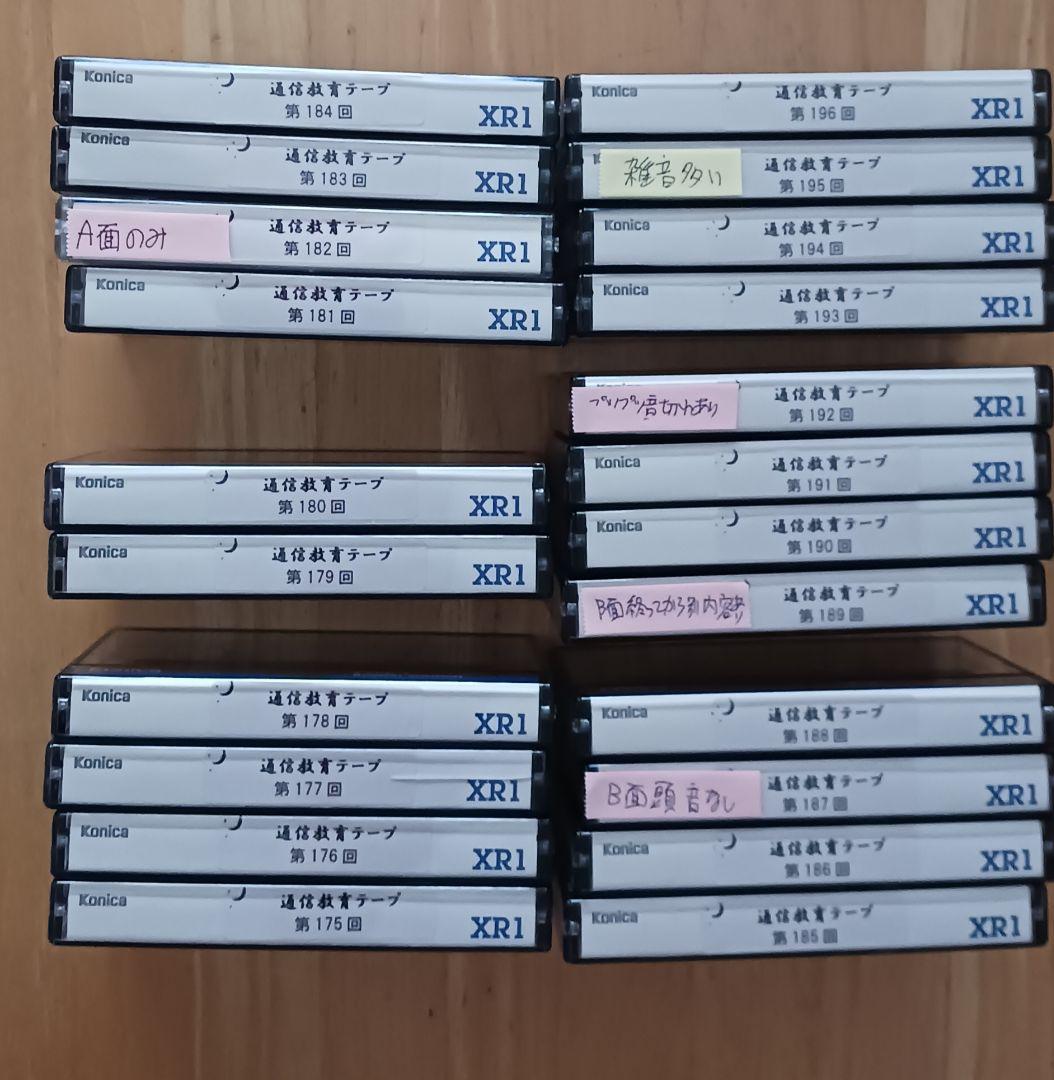 Konica 通信教育テープ
第184回 XR1
Konica 通信教育テープ
第183回 XR1
A面のみ 通信教育テープ
第182回 XR1
Konica 通信教育テープ
第181回 XR1
Konica 通信教育テープ
第180回 XR1
Konica 通信教育テープ
第179回 XR1
Konica 通信教育テープ
第178回 XR1
Konica 通信教育テープ
第177回 XR1
Konica 通信教育テープ
第176回 XR1
Konica 通信教育テープ
第175回 XR1
Konica 通信教育テープ
第196回 XR1
雑音多い 通信教育テープ
第195回 XR1
Konica 通信教育テープ
第194回 XR1
Konica 通信教育テープ
第193回 XR1
プツプツ音切れあり 通信教育テープ
第192回 XR1
Konica 通信教育テープ
第191回 XR1
Konica 通信教育テープ
第190回 XR1
B面終ってから別内容 通信教育テープ
第189回 XR1
Konica 通信教育テープ
第188回 XR1
B面頭音なし 通信教育テープ
第187回 XR1
Konica 通信教育テープ
第186回 XR1
Konica 通信教育テープ
第185回 XR1